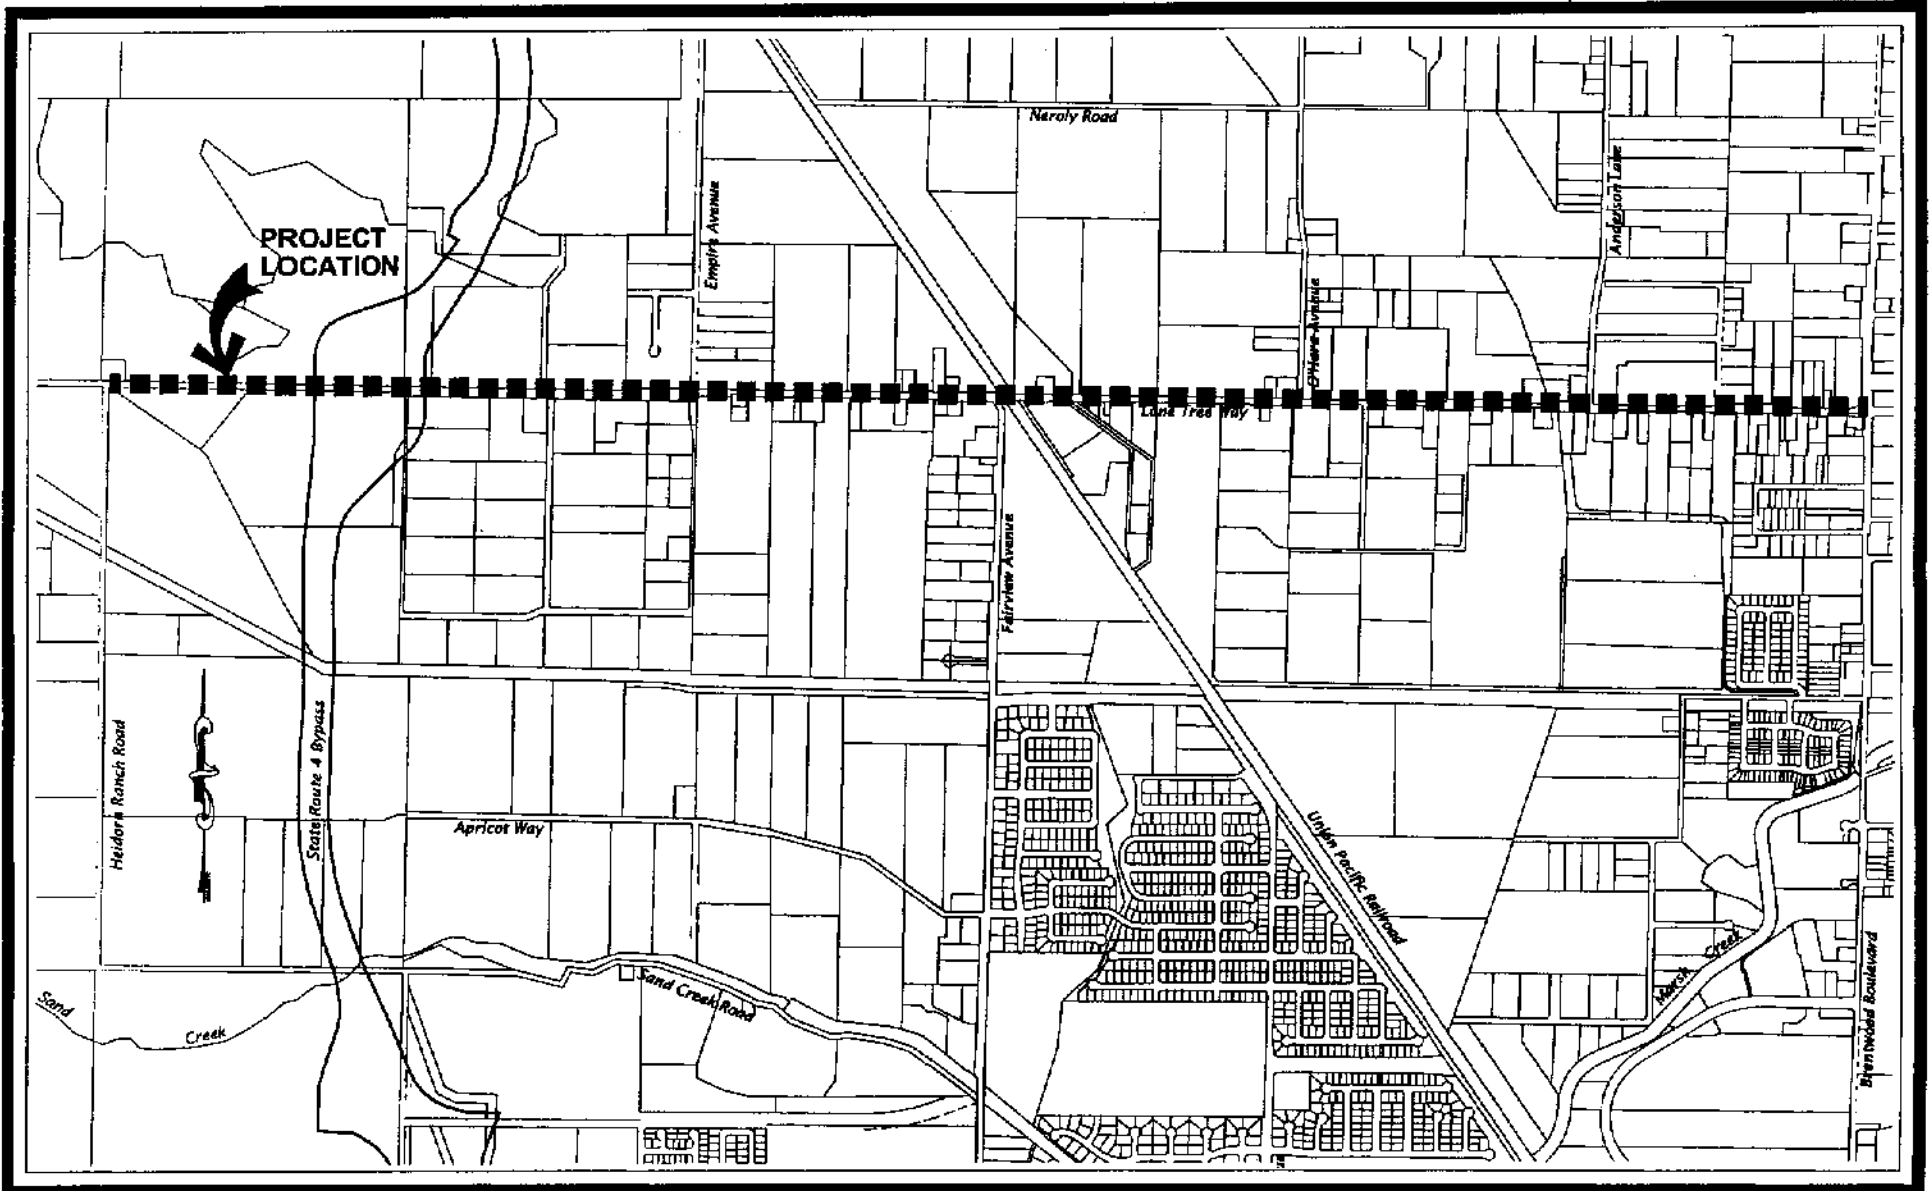 Neroly Road
Anderson Lane
Empire Avenue
PROJECT
LOCATION
O'Hara Avenue
Lone Tree Way
Fairview Avenue
Heidorn Ranch Road
State Route 4 Bypass
Apricot Way
Union Pacific Railroad
Marsh Creek
Brentwood Boulevard
Sand Creek Road
Sand
Creek